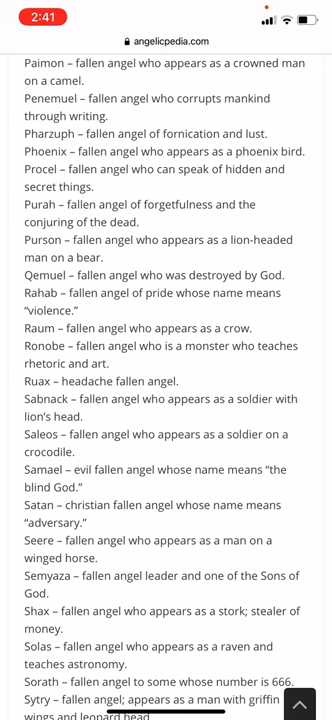 2:41
angelicpedia.com
Paimon – fallen angel who appears as a crowned man
on a camel.
Penemuel – fallen angel who corrupts mankind
through writing.
Pharzuph – fallen angel of fornication and lust.
Phoenix – fallen angel who appears as a phoenix bird.
Procel – fallen angel who can speak of hidden and
secret things.
Purah – fallen angel of forgetfulness and the
conjuring of the dead.
Purson – fallen angel who appears as a lion-headed
man on a bear.
Qemuel – fallen angel who was destroyed by God.
Rahab – fallen angel of pride whose name means
“violence.”
Raum – fallen angel who appears as a crow.
Ronobe – fallen angel who is a monster who teaches
rhetoric and art.
Ruax – headache fallen angel.
Sabnack – fallen angel who appears as a soldier with
lion’s head.
Saleos – fallen angel who appears as a soldier on a
crocodile.
Samael – evil fallen angel whose name means “the
blind God.”
Satan – christian fallen angel whose name means
“adversary.”
Seere – fallen angel who appears as a man on a
winged horse.
Semyaza – fallen angel leader and one of the Sons of
God.
Shax – fallen angel who appears as a stork; stealer of
money.
Solas – fallen angel who appears as a raven and
teaches astronomy.
Sorath – fallen angel to some whose number is 666.
Sytry – fallen angel; appears as a man with griffin
wings and leopard head